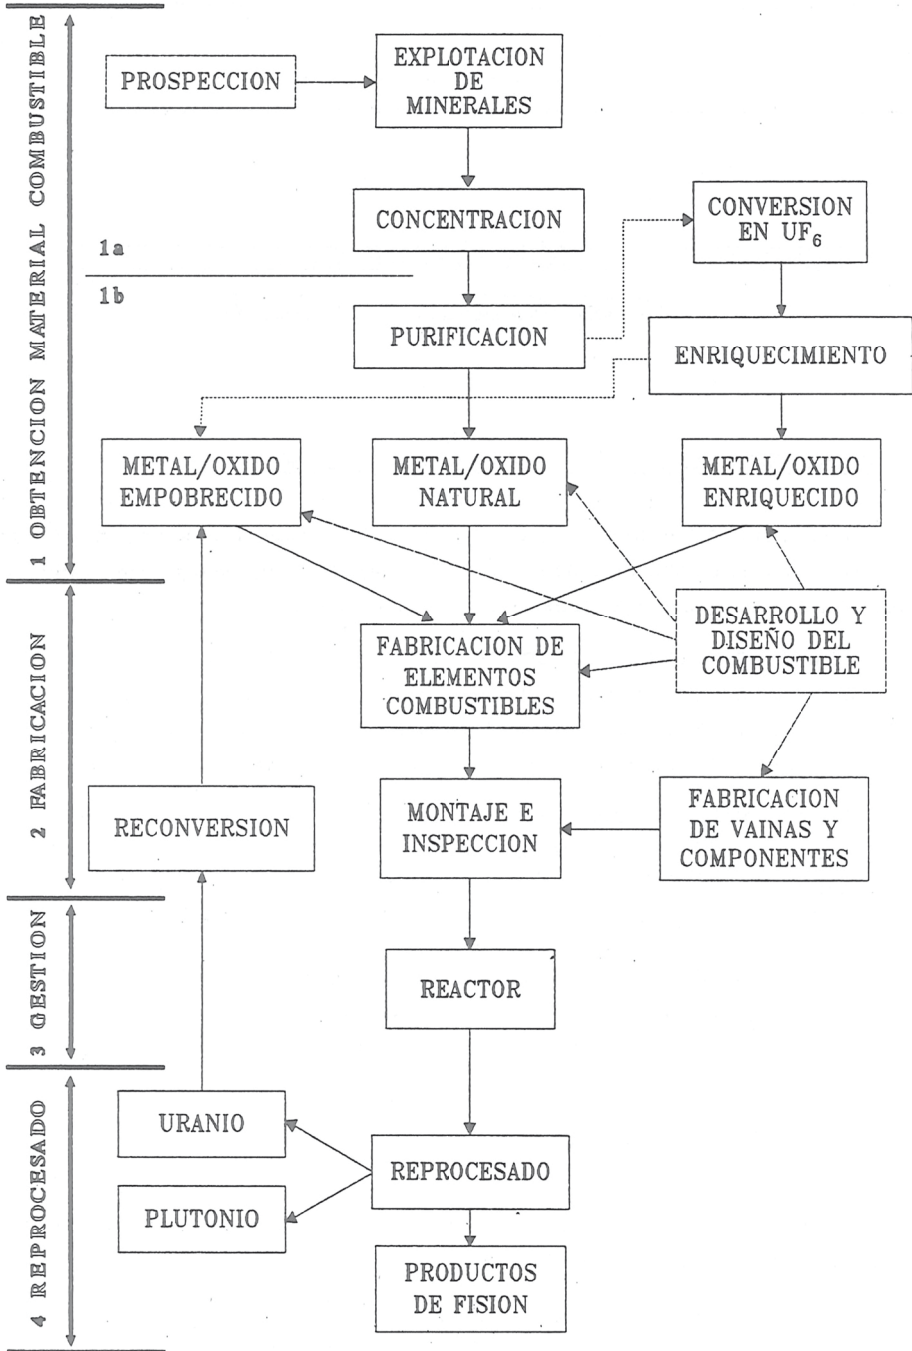 1 OBTENCION MATERIAL COMBUSTIBLE
PROSPECCION
EXPLOTACION
DE
MINERALES
CONCENTRACION
CONVERSION
EN UF₆
1a
1b
PURIFICACION
ENRIQUECIMIENTO
METAL/OXIDO
EMPOBRECIDO
METAL/OXIDO
NATURAL
METAL/OXIDO
ENRIQUECIDO
2 FABRICACION
DESARROLLO Y
DISEÑO DEL
COMBUSTIBLE
FABRICACION DE
ELEMENTOS
COMBUSTIBLES
RECONVERSION
MONTAJE E
INSPECCION
FABRICACION
DE VAINAS Y
COMPONENTES
3 GESTION
REACTOR
4 REPROCESADO
URANIO
REPROCESADO
PLUTONIO
PRODUCTOS
DE FISION